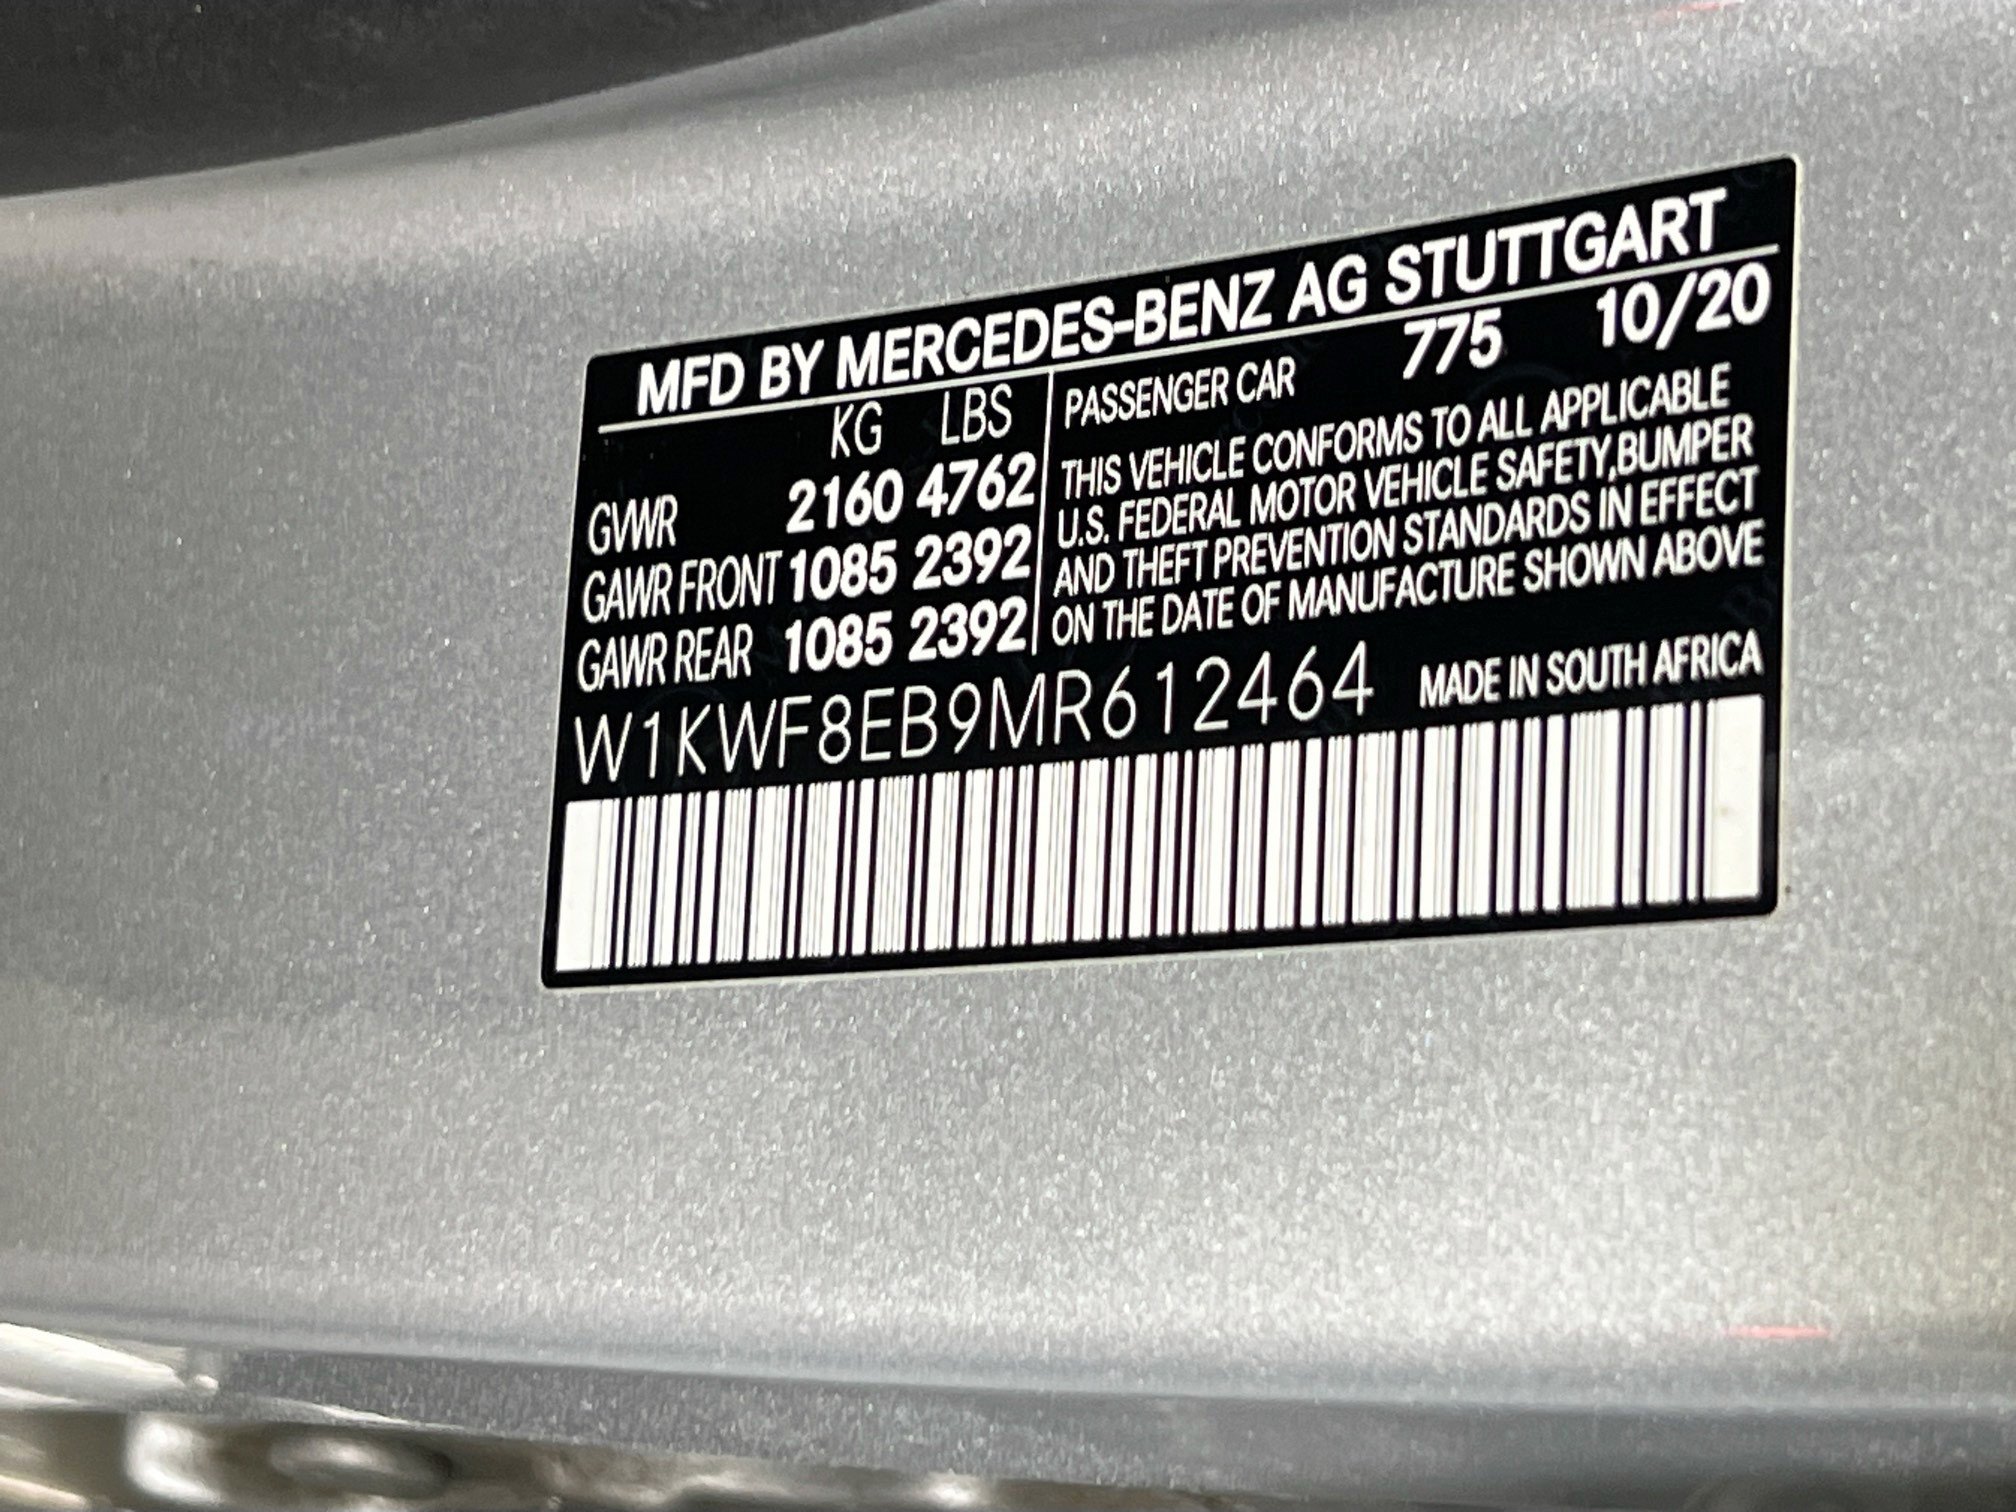 MFD BY MERCEDES-BENZ AG STUTTGART
KG LBS
GVWR 2160 4762
GAWR FRONT 1085 2392
GAWR REAR 1085 2392
PASSENGER CAR 775 10/20
THIS VEHICLE CONFORMS TO ALL APPLICABLE
U.S. FEDERAL MOTOR VEHICLE SAFETY,BUMPER
AND THEFT PREVENTION STANDARDS IN EFFECT
ON THE DATE OF MANUFACTURE SHOWN ABOVE
W1KWF8EB9MR612464 MADE IN SOUTH AFRICA